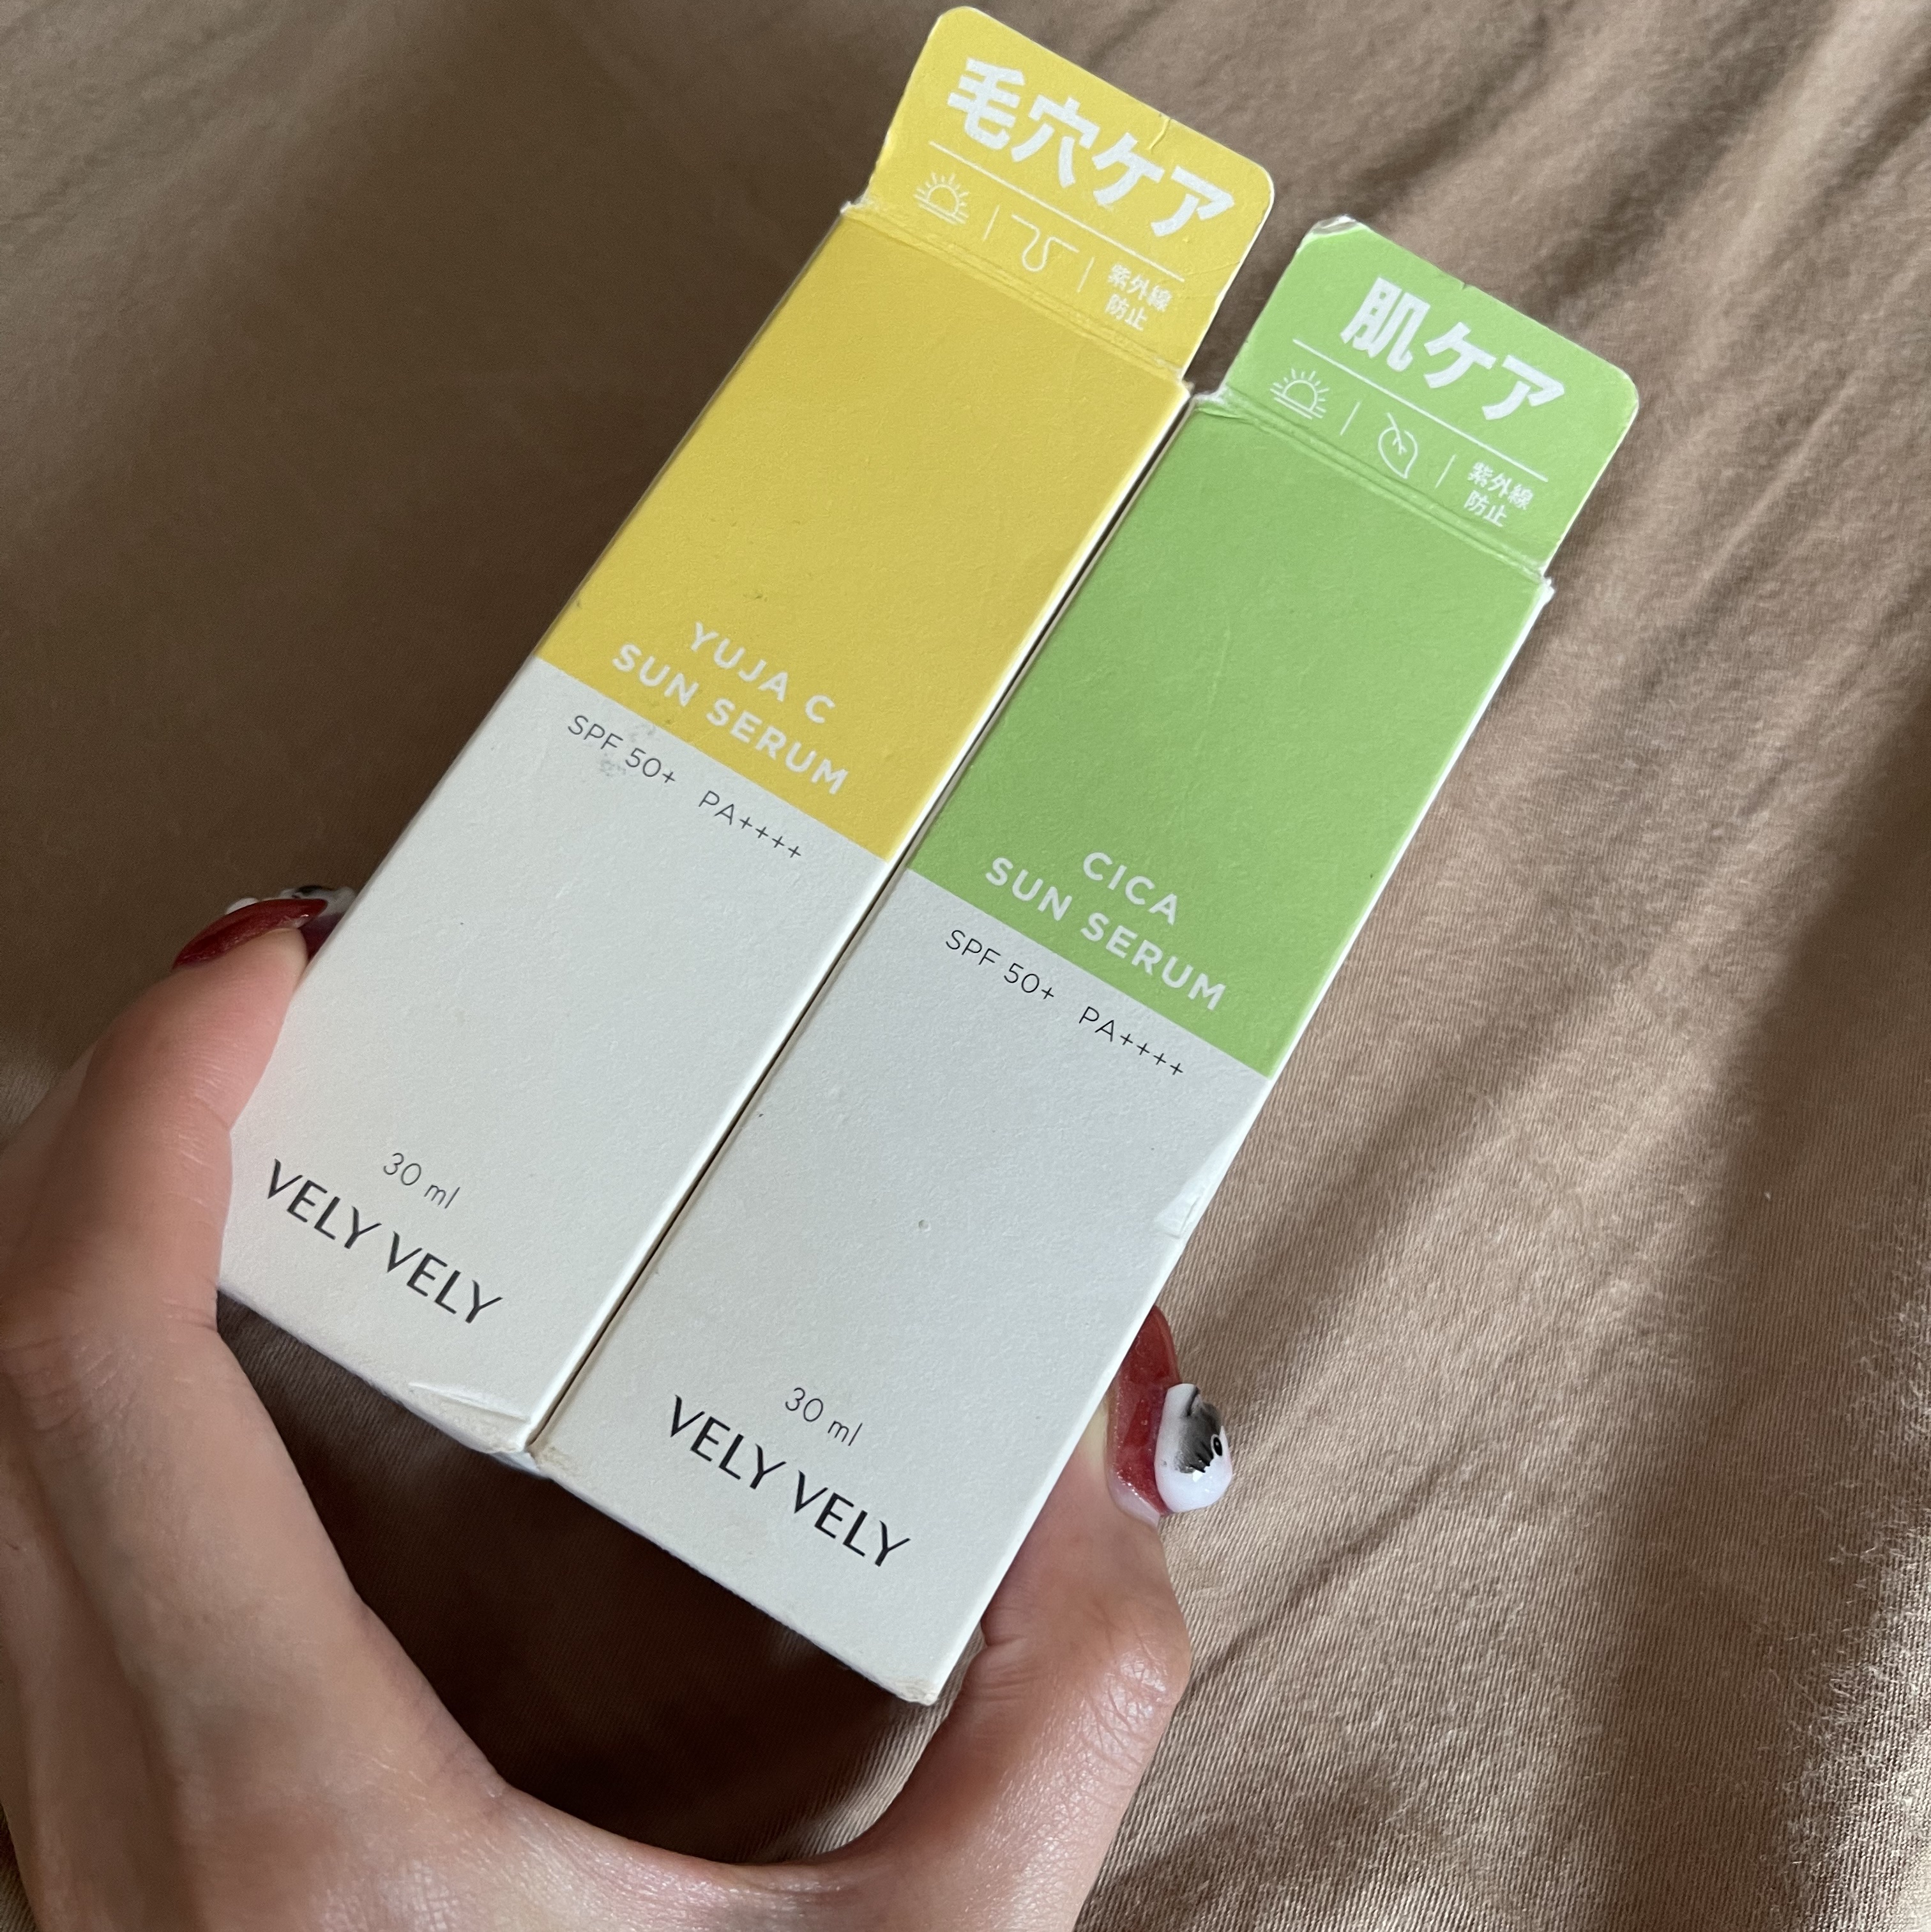 毛穴ケア
紫外線
防止
YUJA C
SUN SERUM
SPF 50+ PA++++
30 ml
VELY VELY
肌ケア
紫外線
防止
CICA
SUN SERUM
SPF 50+ PA++++
30 ml
VELY VELY